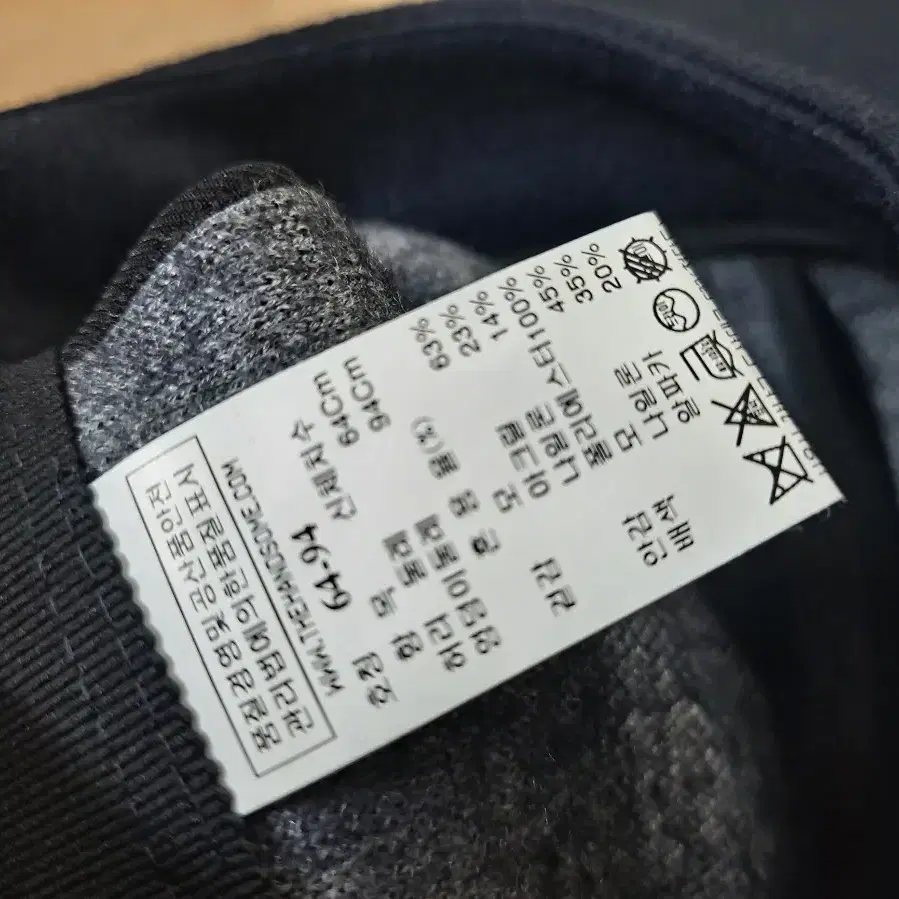 품질경영 및 공산품안전
관리법에의한품질표시
WWW.THEHANDSOME.COM
호칭 64-94
신체치수
허리둘레 64Cm
엉덩이둘레 94Cm
(%)
겉감 모 63%
아크릴 23%
나일론 14%
안감 폴리에스터100%
배색 모 45%
나일론 35%
알파카 20%